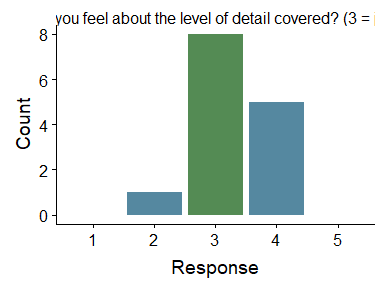 you feel about the level of detail covered? (3 =
8
6
4
2
0
Count
1 2 3 4 5
Response